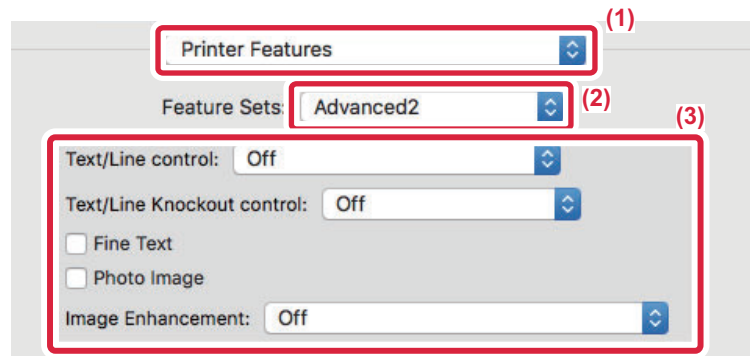 (1)
Printer Features
Feature Sets: Advanced2 (2)
(3)
Text/Line control: Off
Text/Line Knockout control: Off
Fine Text
Photo Image
Image Enhancement: Off